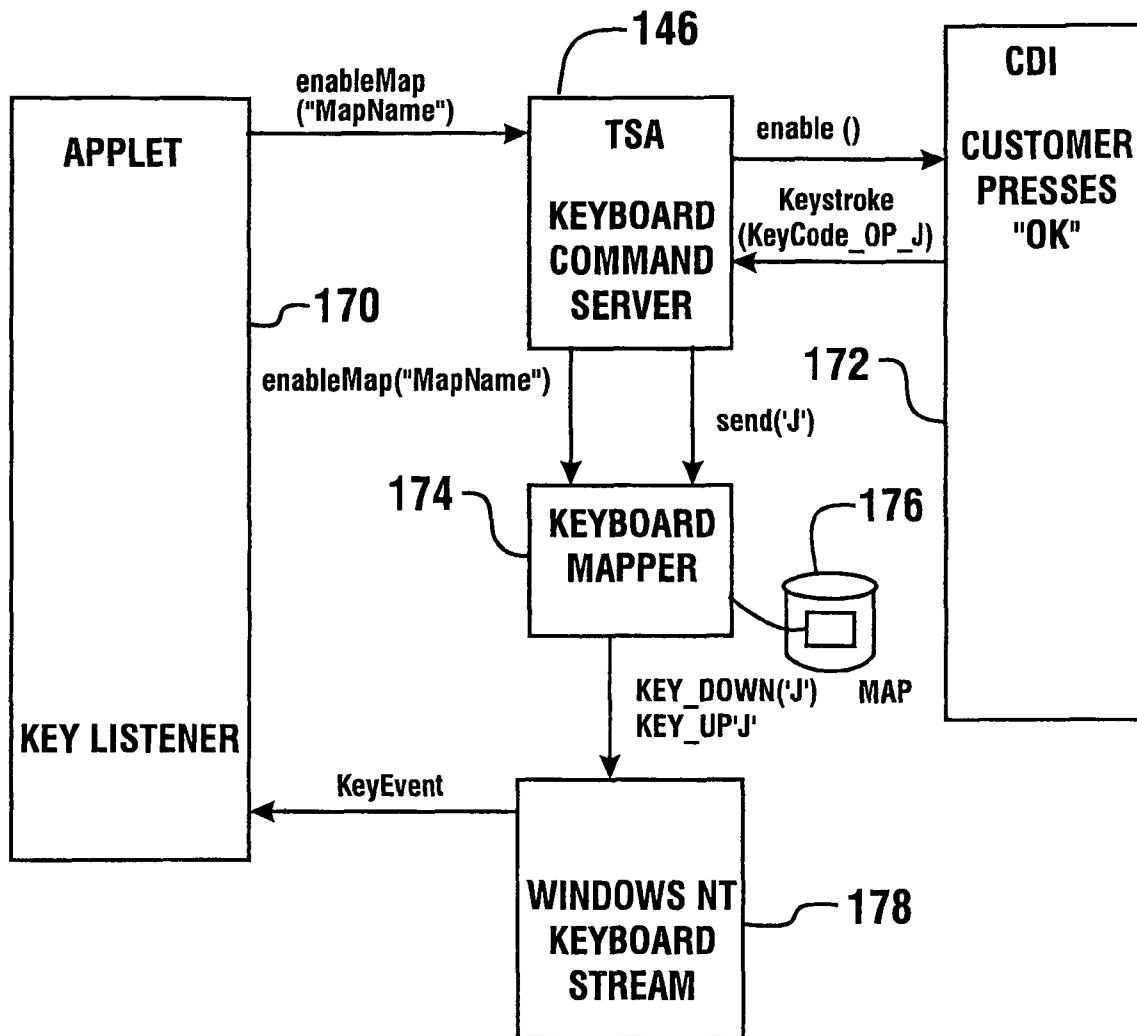 146
enableMap
("MapName")
APPLET
TSA
KEYBOARD
COMMAND
SERVER
enable ()
Keystroke
(KeyCode_OP_J)
CDI
CUSTOMER
PRESSES
"OK"
170
172
enableMap("MapName")
send('J')
174
KEYBOARD
MAPPER
176
MAP
KEY_DOWN('J')
KEY_UP'J'
KEY LISTENER
KeyEvent
WINDOWS NT
KEYBOARD
STREAM
178